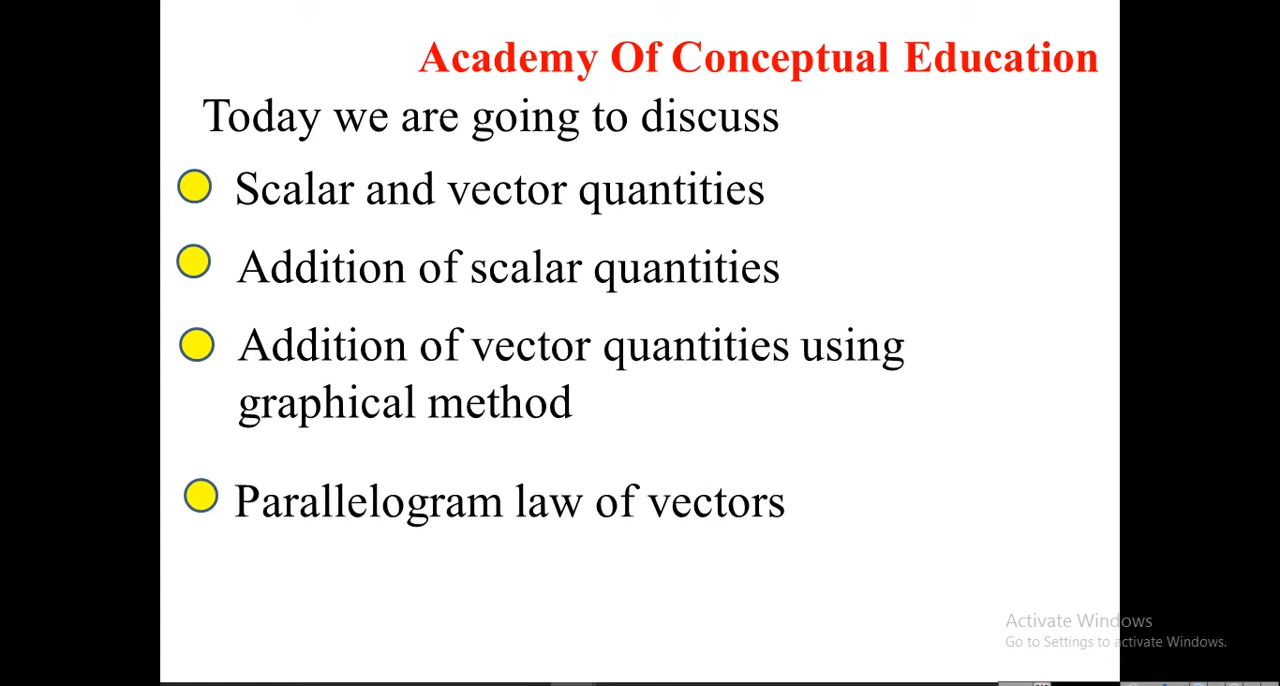 Academy Of Conceptual Education
Today we are going to discuss
Scalar and vector quantities
Addition of scalar quantities
Addition of vector quantities using
graphical method
Parallelogram law of vectors
Activate Windows
Go to Settings to activate Windows.